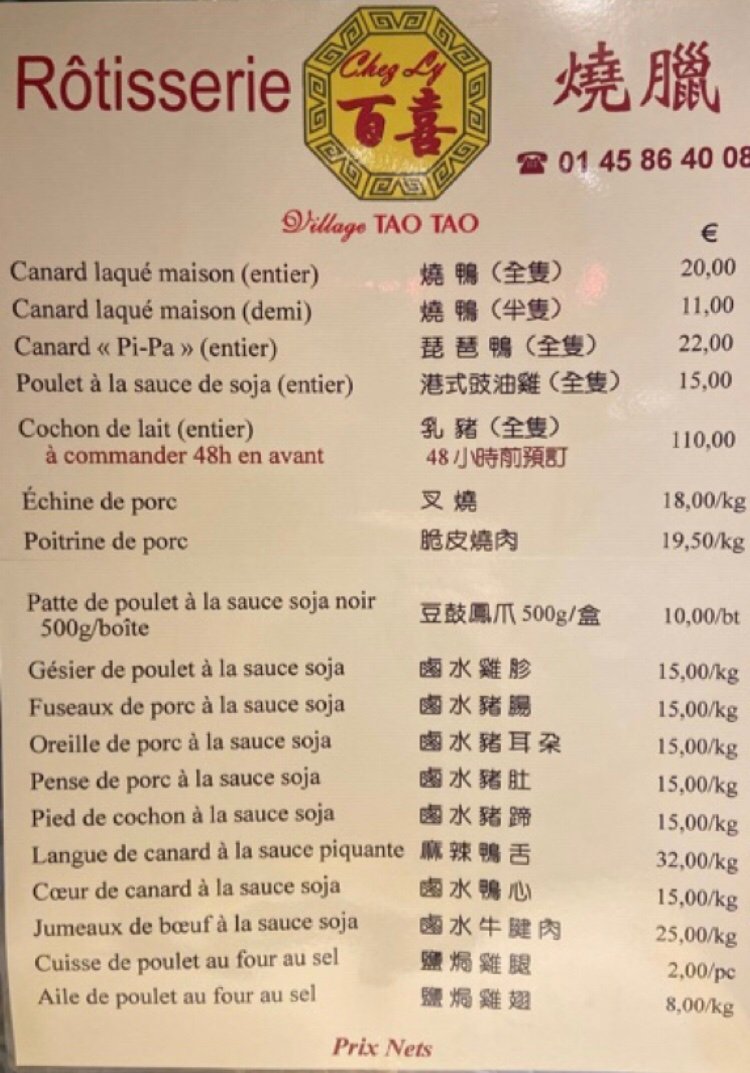 Rôtisserie
Chez Ly
百喜
燒臘
☎ 01 45 86 40 08
Village TAO TAO
€
Canard laqué maison (entier) 燒鴨（全隻） 20,00
Canard laqué maison (demi) 燒鴨（半隻） 11,00
Canard « Pi-Pa » (entier) 琵琶鴨（全隻） 22,00
Poulet à la sauce de soja (entier) 港式豉油雞（全隻） 15,00
Cochon de lait (entier) 乳豬（全隻） 110,00
à commander 48h en avant 48小時前預訂
Échine de porc 叉燒 18,00/kg
Poitrine de porc 脆皮燒肉 19,50/kg
Patte de poulet à la sauce soja noir
500g/boîte 豆鼓鳳爪 500g/盒 10,00/bt
Gésier de poulet à la sauce soja 鹵水雞胗 15,00/kg
Fuseaux de porc à la sauce soja 鹵水豬腸 15,00/kg
Oreille de porc à la sauce soja 鹵水豬耳朶 15,00/kg
Pense de porc à la sauce soja 鹵水豬肚 15,00/kg
Pied de cochon à la sauce soja 鹵水豬蹄 15,00/kg
Langue de canard à la sauce piquante 麻辣鴨舌 32,00/kg
Cœur de canard à la sauce soja 鹵水鴨心 15,00/kg
Jumeaux de bœuf à la sauce soja 鹵水牛腱肉 25,00/kg
Cuisse de poulet au four au sel 鹽焗雞腿 2,00/pc
Aile de poulet au four au sel 鹽焗雞翅 8,00/kg
Prix Nets